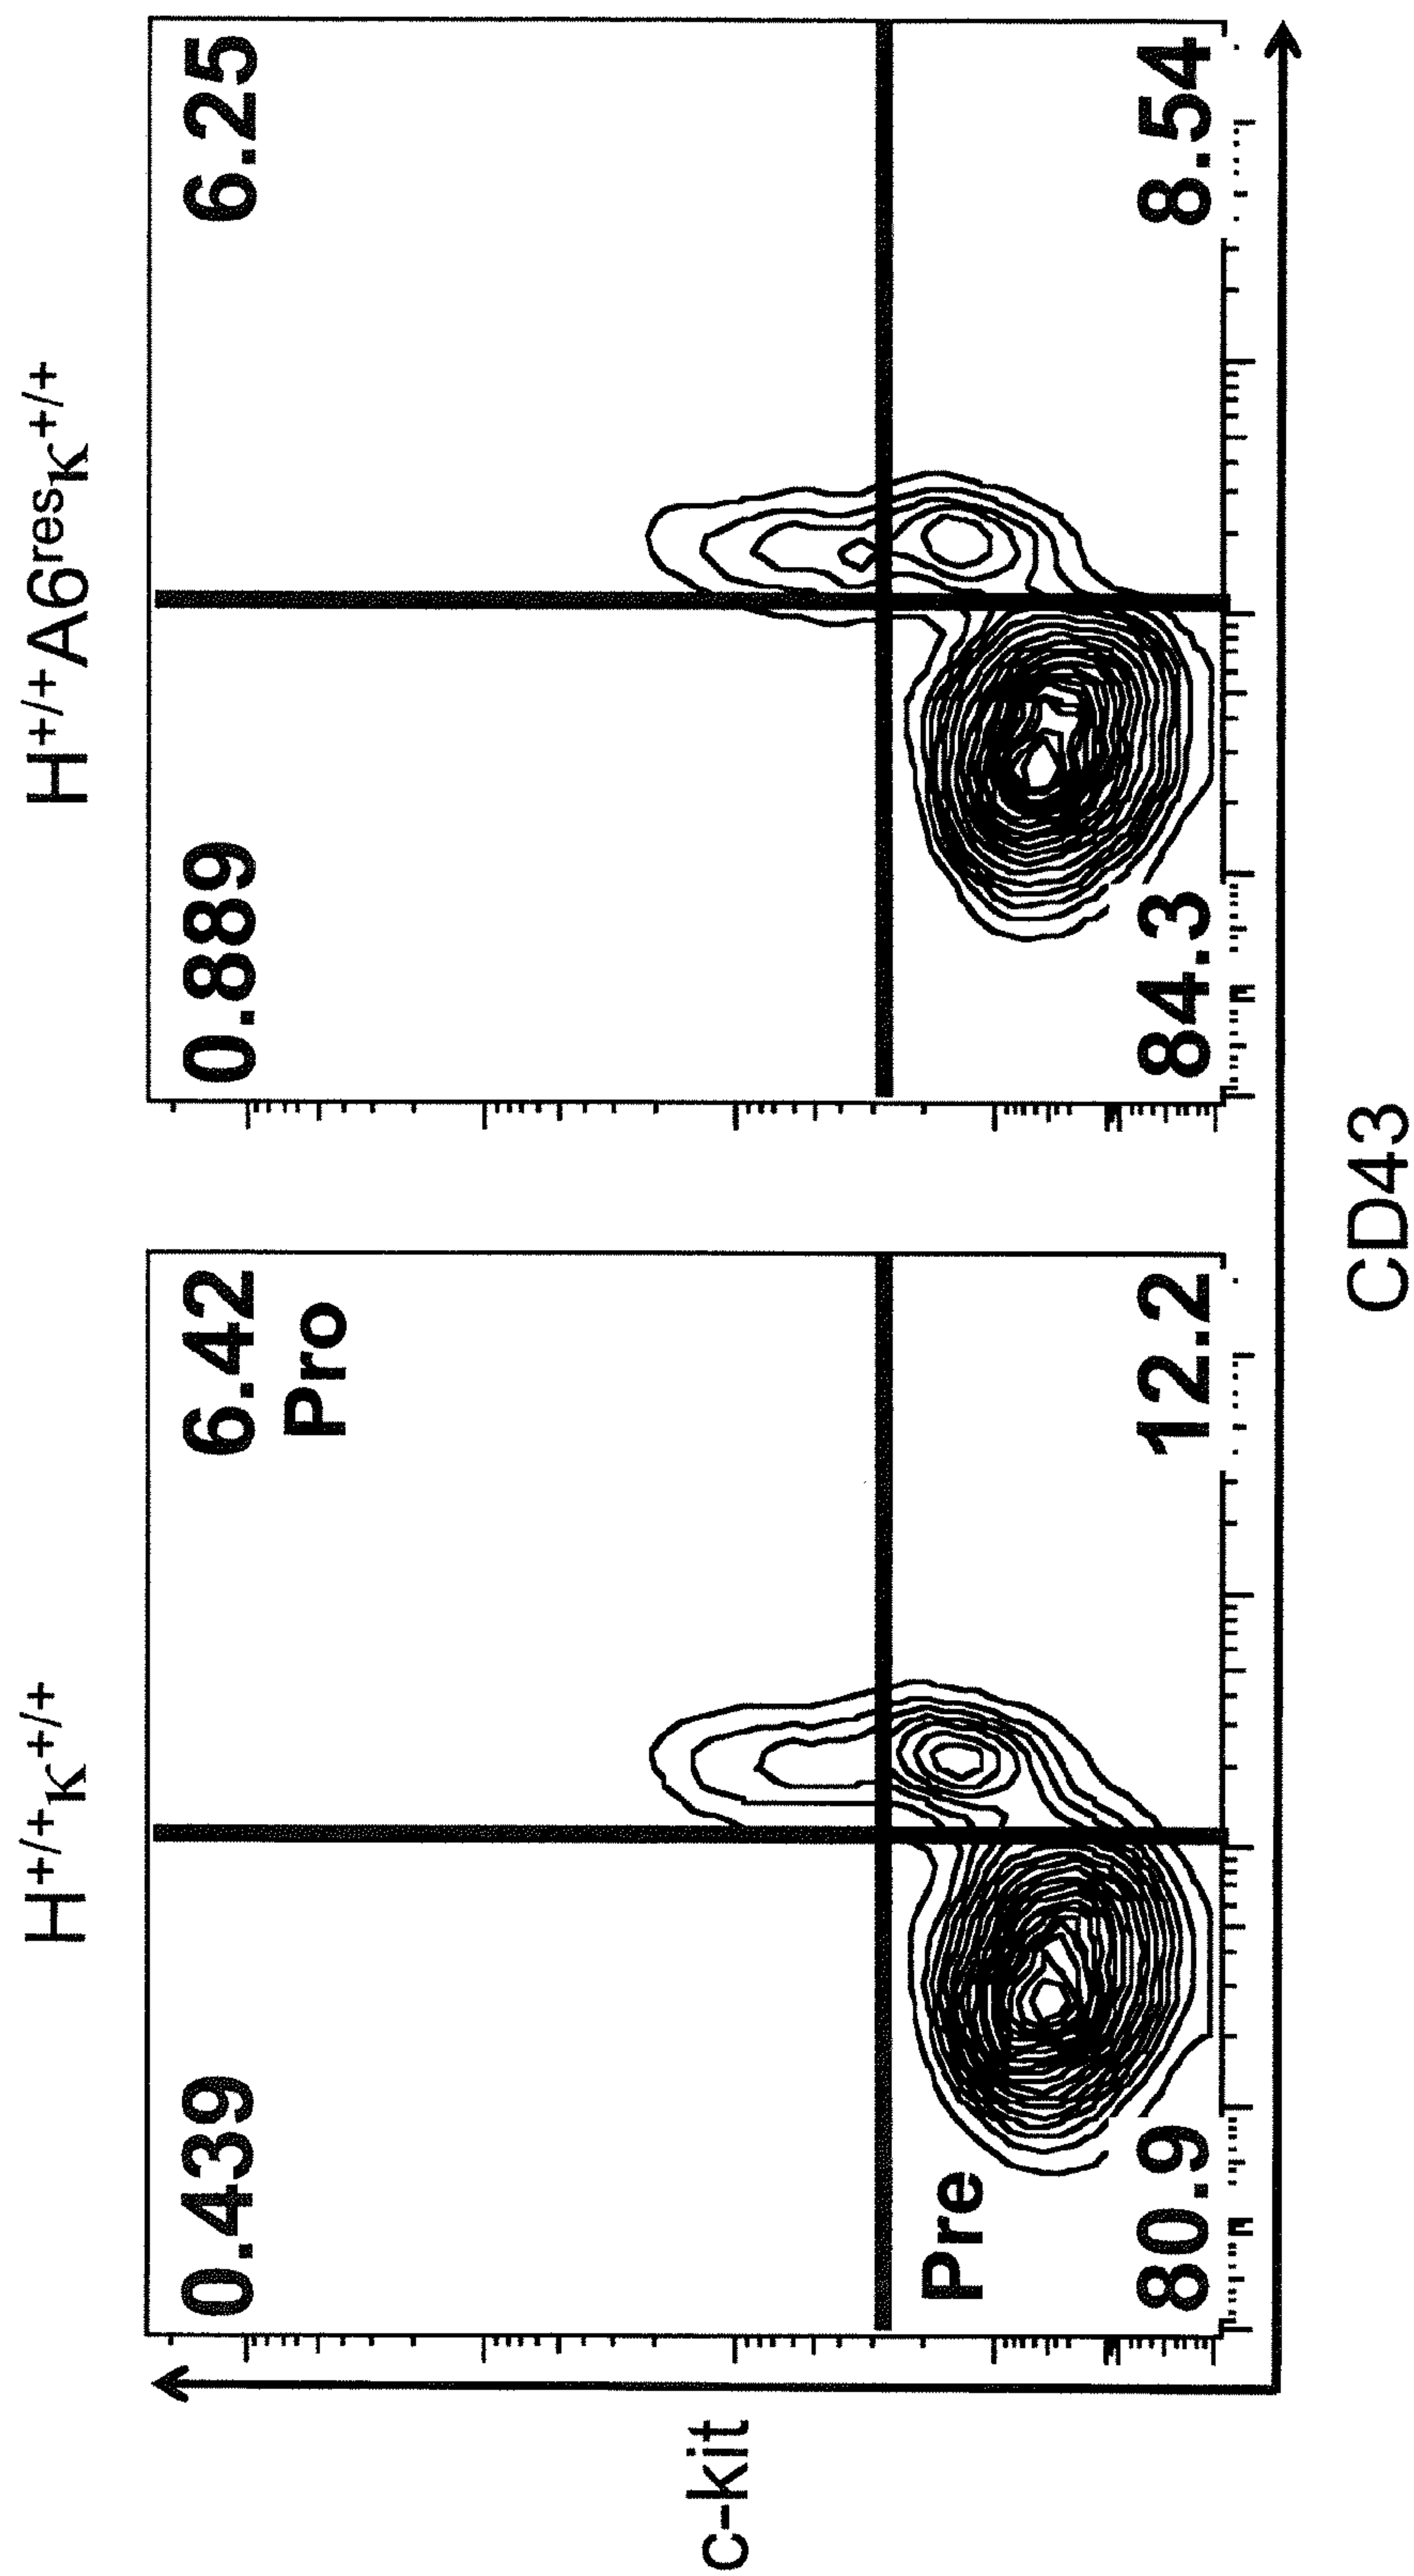 H+/+κ+/+
H+/+A6resκ+/+
0.439
6.42
Pro
0.889
6.25
c-kit
Pre
80.9
12.2
84.3
8.54
CD43